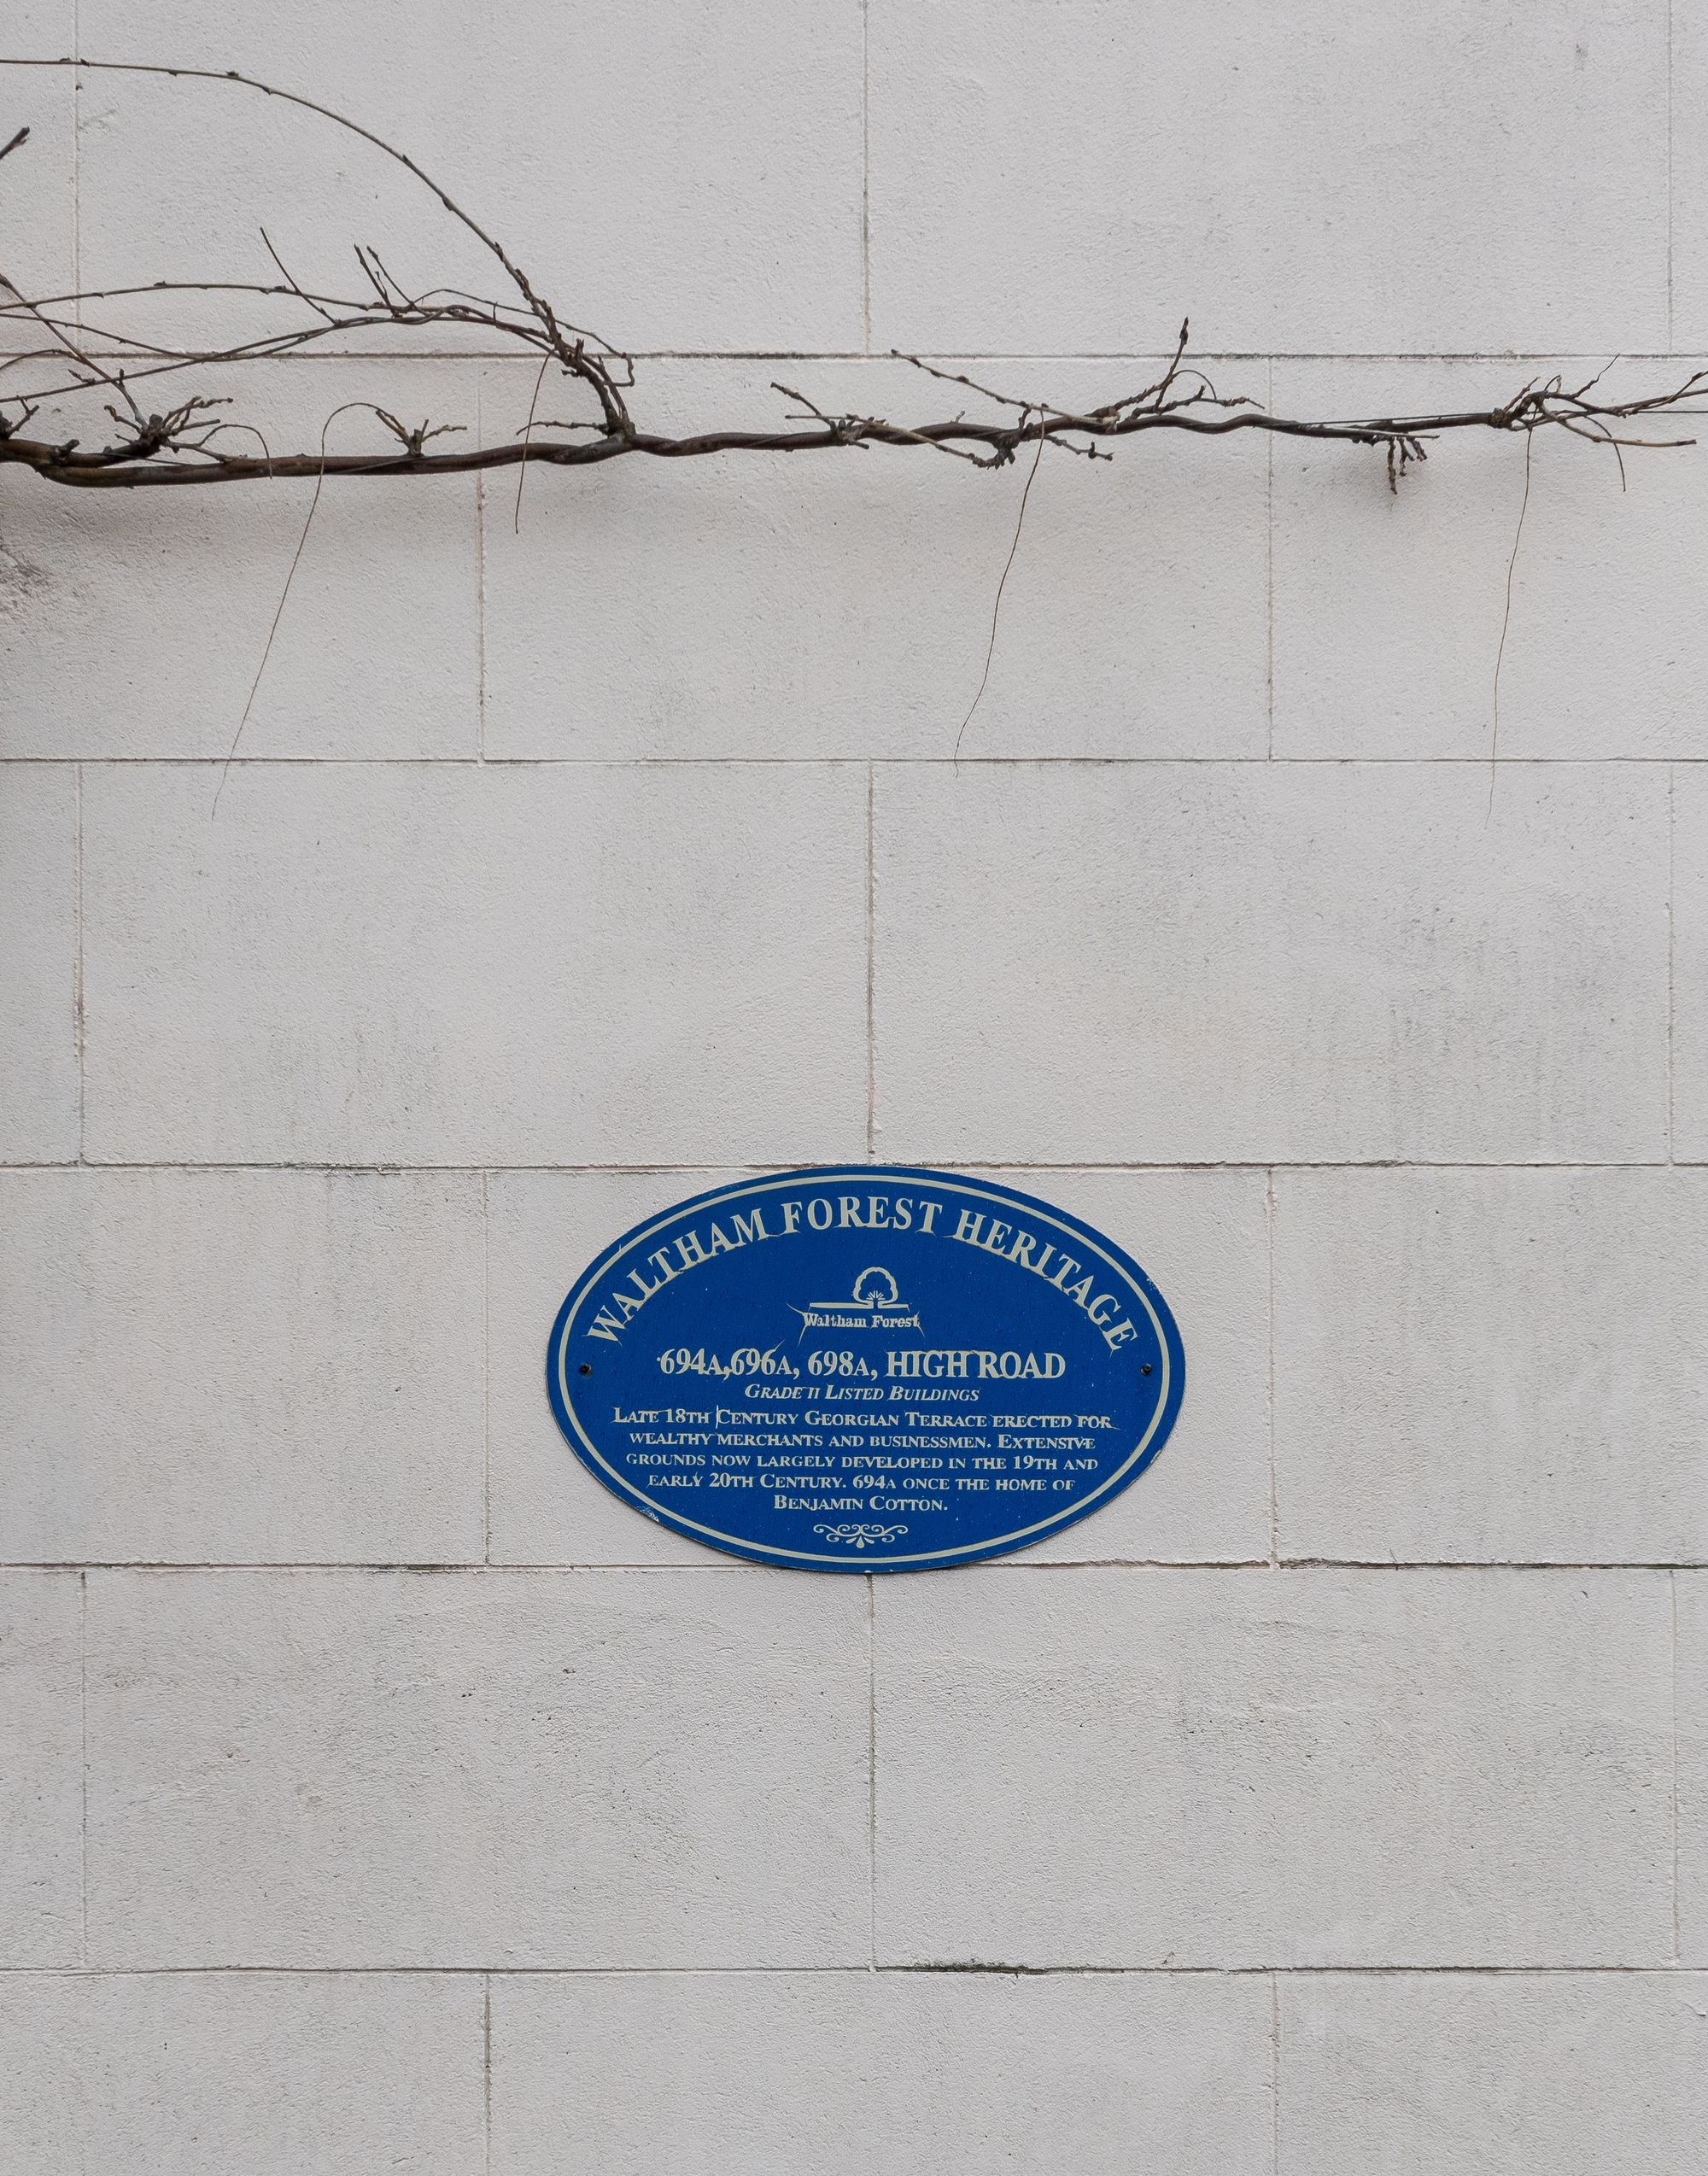 WALTHAM FOREST HERITAGE
Waltham Forest
694A,696A, 698A, HIGH ROAD
GRADE II LISTED BUILDINGS
LATE 18TH CENTURY GEORGIAN TERRACE ERECTED FOR
WEALTHY MERCHANTS AND BUSINESSMEN. EXTENSIVE
GROUNDS NOW LARGELY DEVELOPED IN THE 19TH AND
EARLY 20TH CENTURY. 694A ONCE THE HOME OF
BENJAMIN COTTON.